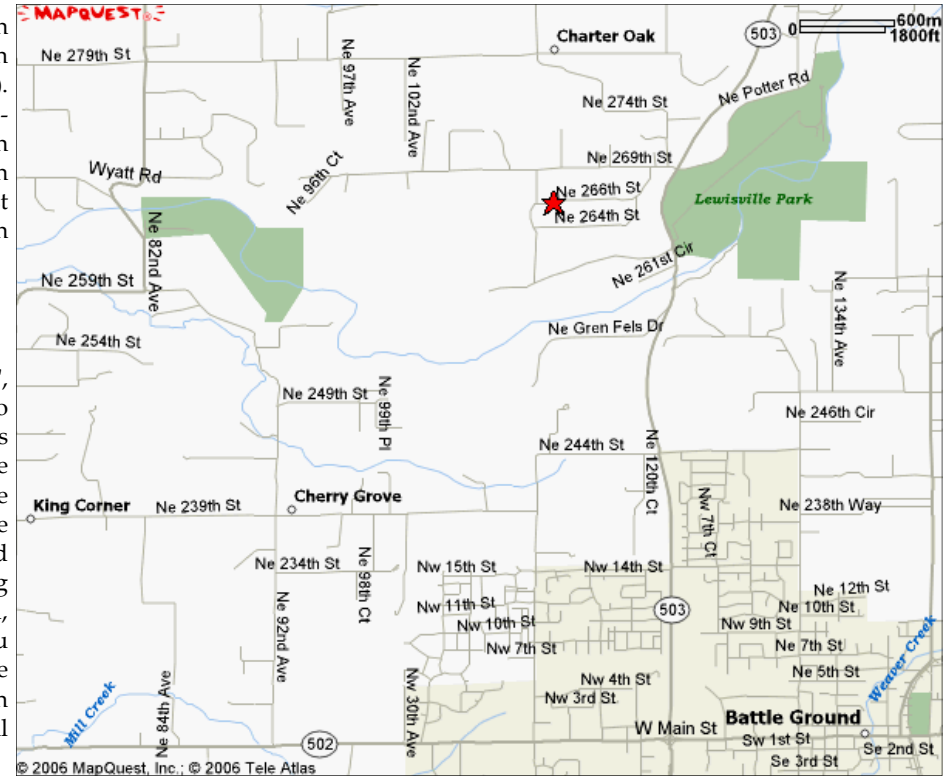 MAPQUEST
503
0 600m
1800ft
Charter Oak
Ne 279th St
Ne 97th Ave
Ne 102nd Ave
Ne Potter Rd
Ne 274th St
Ne 269th St
Wyatt Rd
Ne 96th Ct
Ne 266th St
Lewisville Park
Ne 264th St
Ne 82nd Ave
Ne 261st Cir
Ne 259th St
Ne 134th Ave
Ne Gren Fels Dr
Ne 254th St
Ne 249th St
Ne 99th Pl
Ne 246th Cir
Ne 244th St
Ne 120th Ct
King Corner
Ne 239th St
Cherry Grove
Nw 7th Ct
Ne 238th Way
Ne 234th St
Ne 98th Ct
Nw 15th St
Nw 14th St
Ne 12th St
Nw 11th St
503
Ne 10th St
Nw 10th St
Nw 9th St
Ne 92nd Ave
Nw 7th St
Ne 7th St
Weaver Creek
Ne 5th St
Nw 4th St
Nw 3rd St
Mill Creek
Ne 84th Ave
Nw 30th Ave
W Main St
Battle Ground
502
Sw 1st St
Se 2nd St
Se 3rd St
© 2006 MapQuest, Inc.; © 2006 Tele Atlas